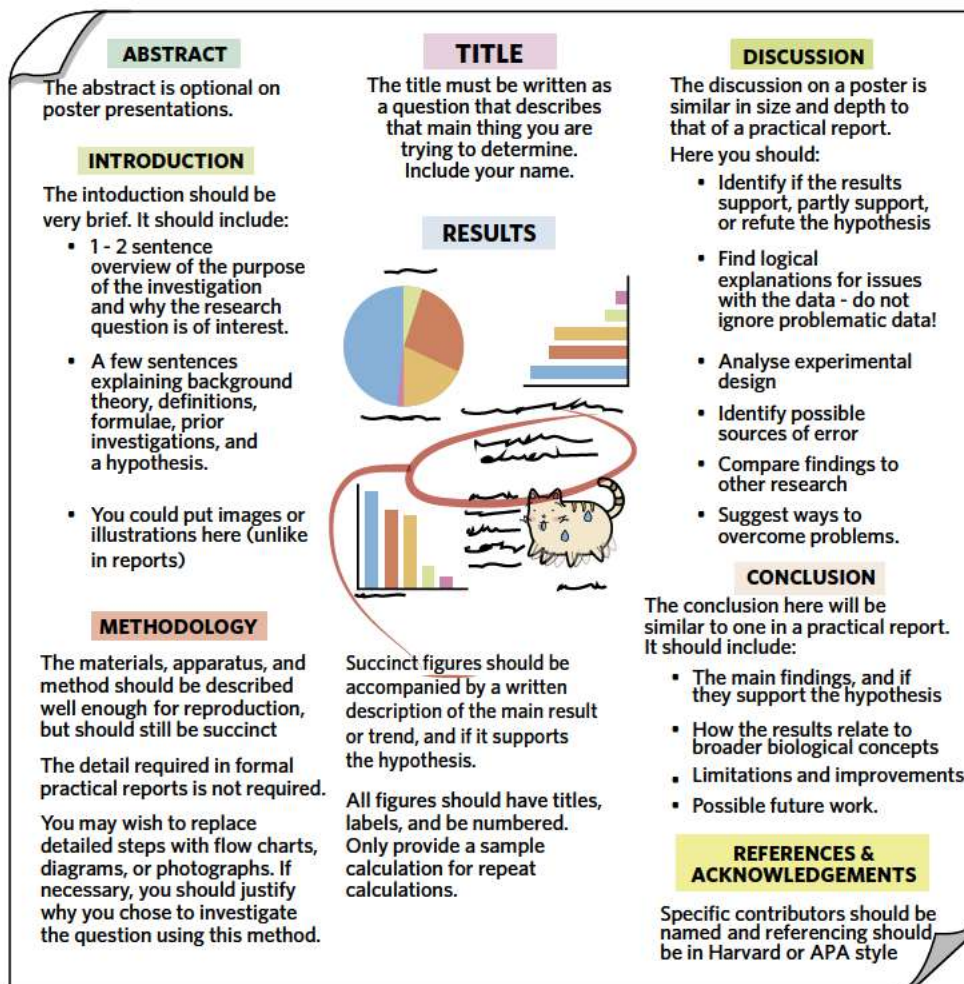 ABSTRACT
The abstract is optional on
poster presentations.
INTRODUCTION
The intoduction should be
very brief. It should include:
▪ 1 - 2 sentence
overview of the purpose
of the investigation
and why the research
question is of interest.
▪ A few sentences
explaining background
theory, definitions,
formulae, prior
investigations, and
a hypothesis.
▪ You could put images or
illustrations here (unlike
in reports)
METHODOLOGY
The materials, apparatus, and
method should be described
well enough for reproduction,
but should still be succinct
The detail required in formal
practical reports is not required.
You may wish to replace
detailed steps with flow charts,
diagrams, or photographs. If
necessary, you should justify
why you chose to investigate
the question using this method.
TITLE
The title must be written as
a question that describes
that main thing you are
trying to determine.
Include your name.
RESULTS
Succinct figures should be
accompanied by a written
description of the main result
or trend, and if it supports
the hypothesis.
All figures should have titles,
labels, and be numbered.
Only provide a sample
calculation for repeat
calculations.
DISCUSSION
The discussion on a poster is
similar in size and depth to
that of a practical report.
Here you should:
▪ Identify if the results
support, partly support,
or refute the hypothesis
▪ Find logical
explanations for issues
with the data - do not
ignore problematic data!
▪ Analyse experimental
design
▪ Identify possible
sources of error
▪ Compare findings to
other research
▪ Suggest ways to
overcome problems.
CONCLUSION
The conclusion here will be
similar to one in a practical report.
It should include:
▪ The main findings, and if
they support the hypothesis
▪ How the results relate to
broader biological concepts
▪ Limitations and improvements
▪ Possible future work.
REFERENCES &
ACKNOWLEDGEMENTS
Specific contributors should be
named and referencing should
be in Harvard or APA style